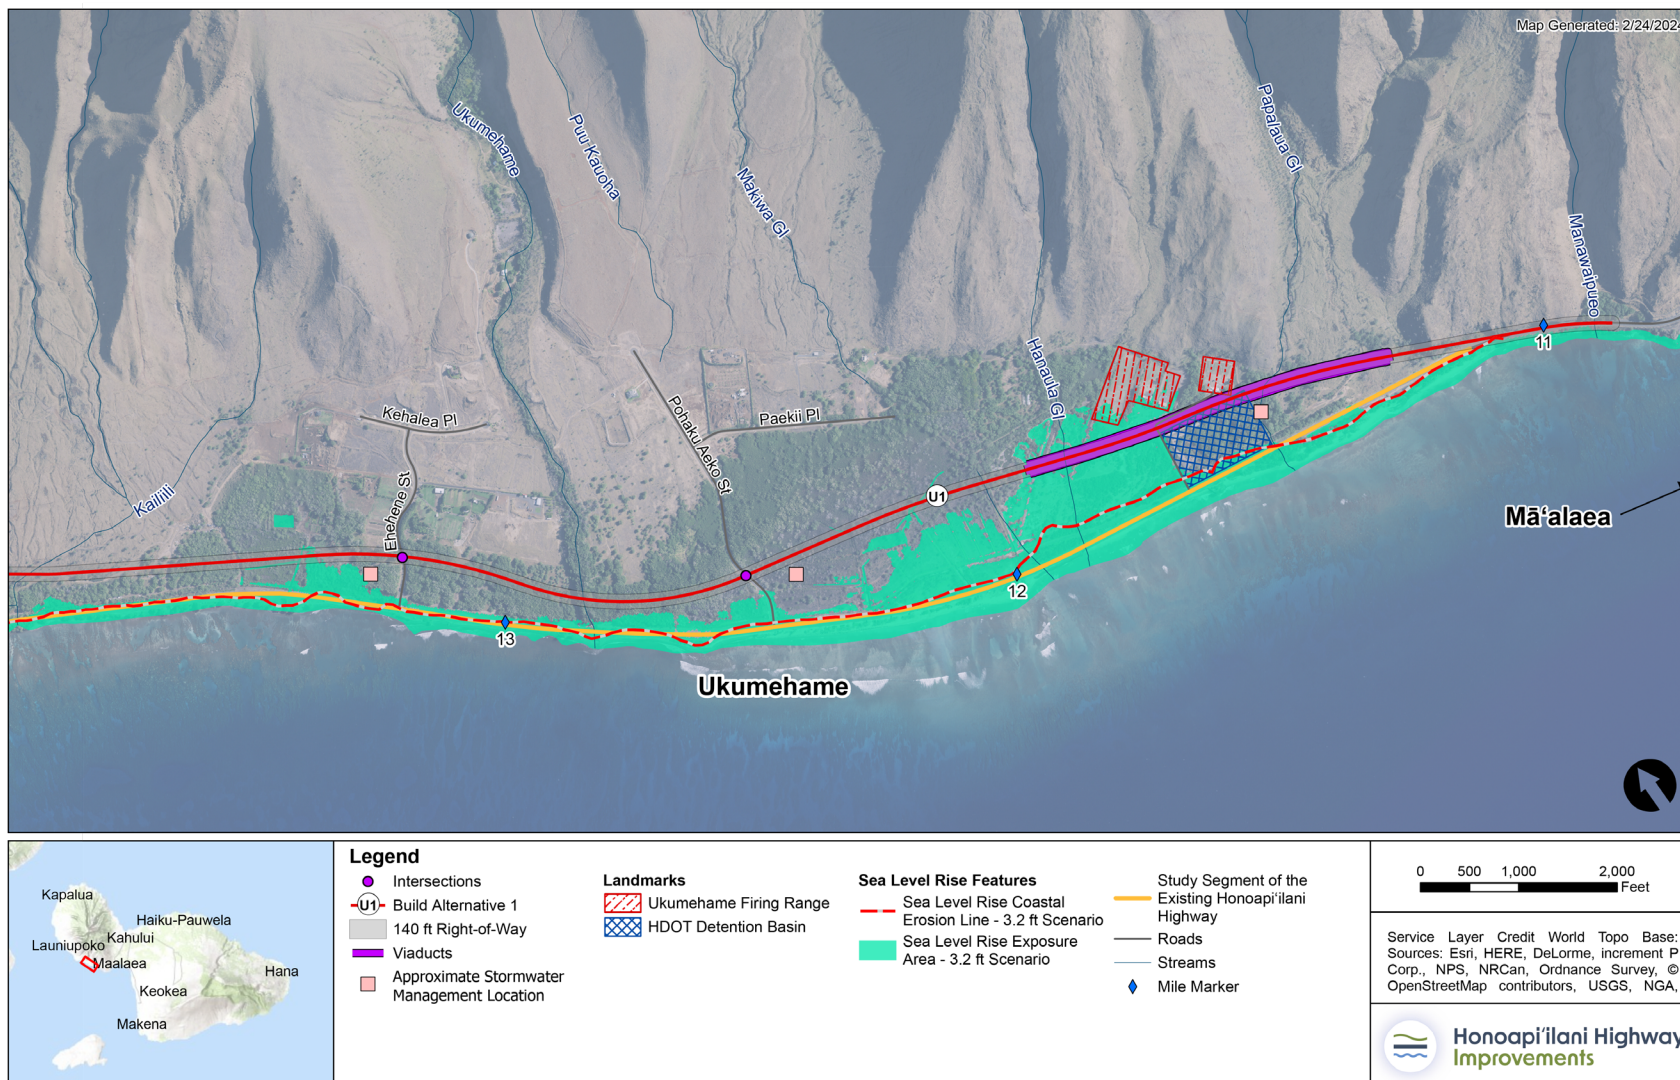 Map Generated: 2/24/202
Ukumehame
Puu Kauoha
Makiwa Gl
Papalaua Gl
Manawaipueo
Hanaula Gl
11
Kehalea Pl
Pohaku Aeko St
Paekii Pl
Kailiili
Ehehene St
U1
Māʻalaea
12
13
Ukumehame
Kapalua
Haiku-Pauwela
Kahului
Launiupoko
Maalaea
Hana
Keokea
Makena
Legend
Intersections
U1 Build Alternative 1
140 ft Right-of-Way
Viaducts
Approximate Stormwater
Management Location
Landmarks
Ukumehame Firing Range
HDOT Detention Basin
Sea Level Rise Features
Sea Level Rise Coastal
Erosion Line - 3.2 ft Scenario
Sea Level Rise Exposure
Area - 3.2 ft Scenario
Study Segment of the
Existing Honoapiʻilani
Highway
Roads
Streams
Mile Marker
0 500 1,000 2,000
Feet
Service Layer Credit World Topo Base:
Sources: Esri, HERE, DeLorme, increment P
Corp., NPS, NRCan, Ordnance Survey, ©
OpenStreetMap contributors, USGS, NGA,
Honoapiʻilani Highway
Improvements